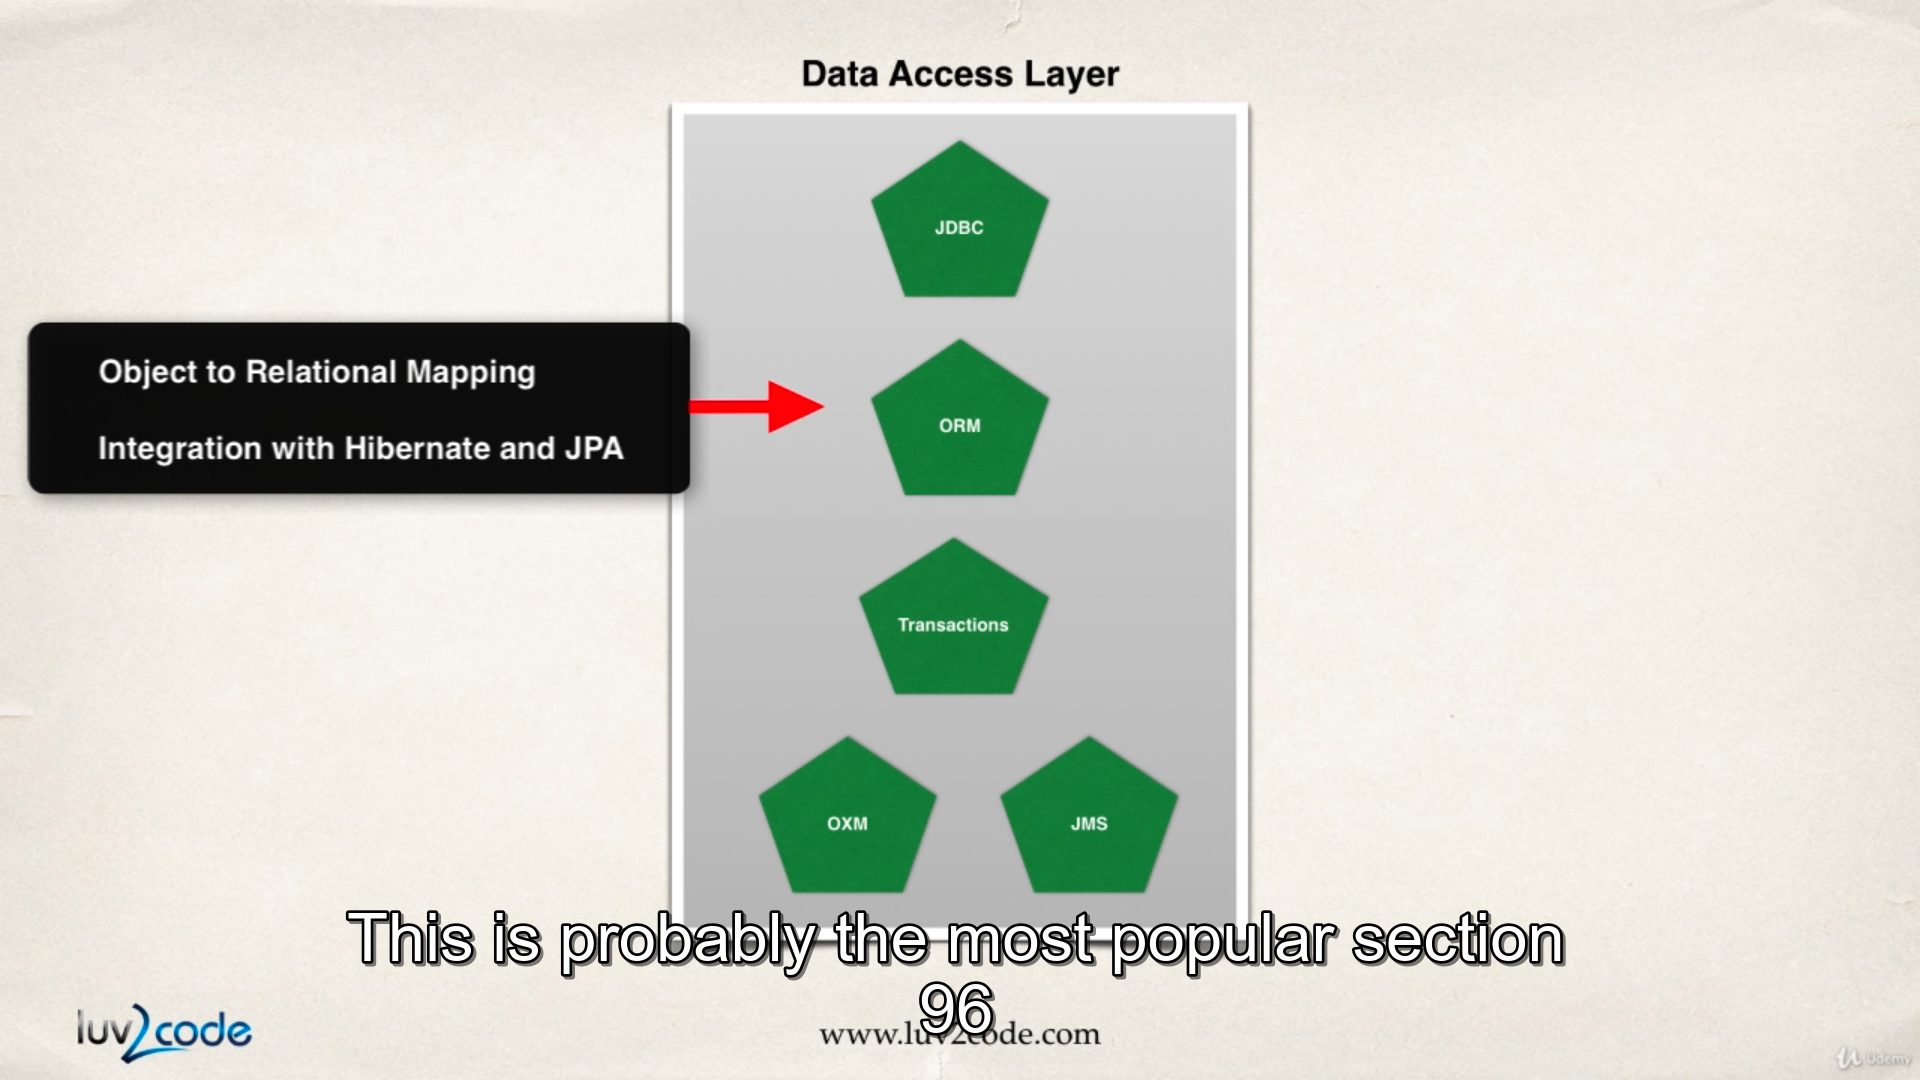 Data Access Layer
JDBC
Object to Relational Mapping
Integration with Hibernate and JPA
ORM
Transactions
OXM
JMS
This is probably the most popular section
96
luv2code
www.luv2code.com
Udemy